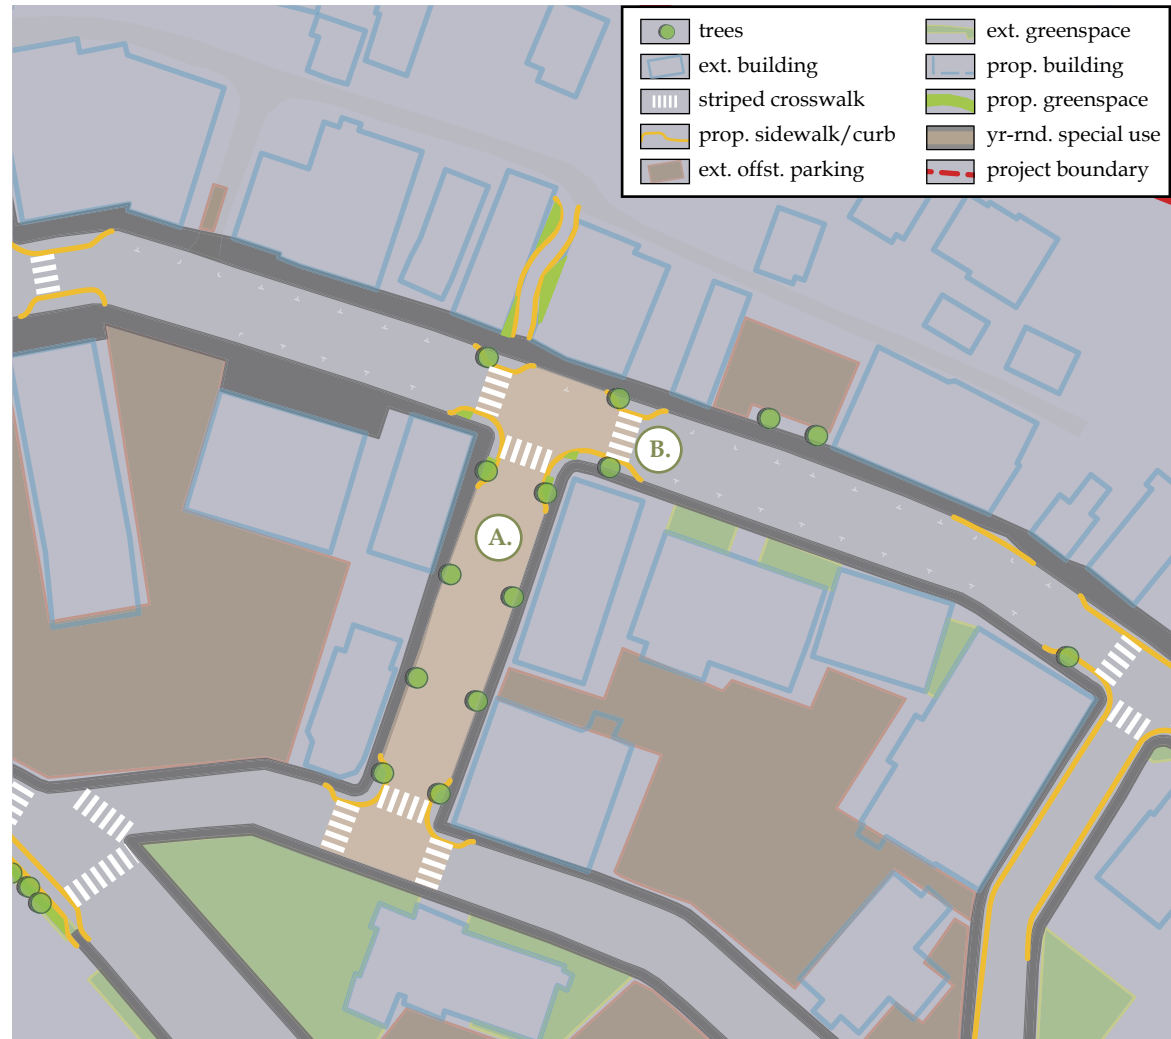 trees
ext. building
striped crosswalk
prop. sidewalk/curb
ext. offst. parking
ext. greenspace
prop. building
prop. greenspace
yr-rnd. special use
project boundary
B.
A.